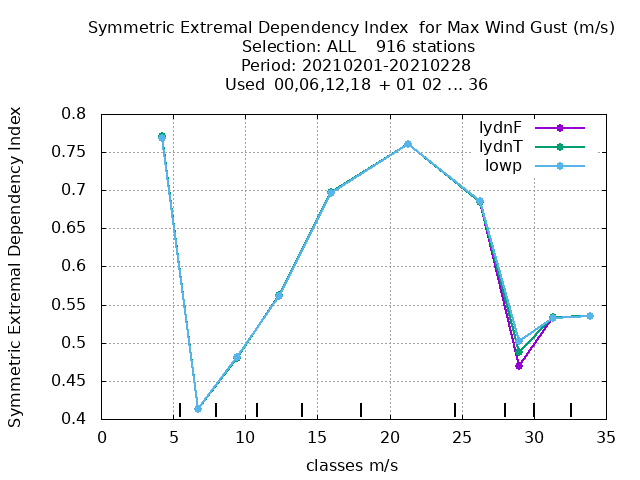 Symmetric Extremal Dependency Index  for Max Wind Gust (m/s)
Selection: ALL    916 stations
Period: 20210201-20210228
Used  00,06,12,18  + 01 02 ... 36
Symmetric Extremal Dependency Index
0.8
0.75
0.7
0.65
0.6
0.55
0.5
0.45
0.4
lydnF
lydnT
lowp
0 5 10 15 20 25 30 35
classes m/s